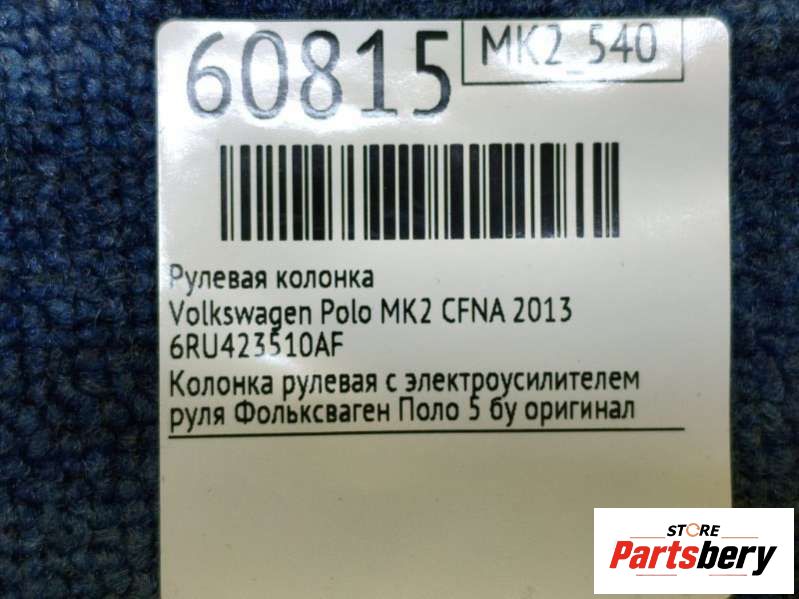 60815
MK2_540
Рулевая колонка
Volkswagen Polo MK2 CFNA 2013
6RU423510AF
Колонка рулевая с электроусилителем
руля Фольксваген Поло 5 бу оригинал
STORE
Partsbery